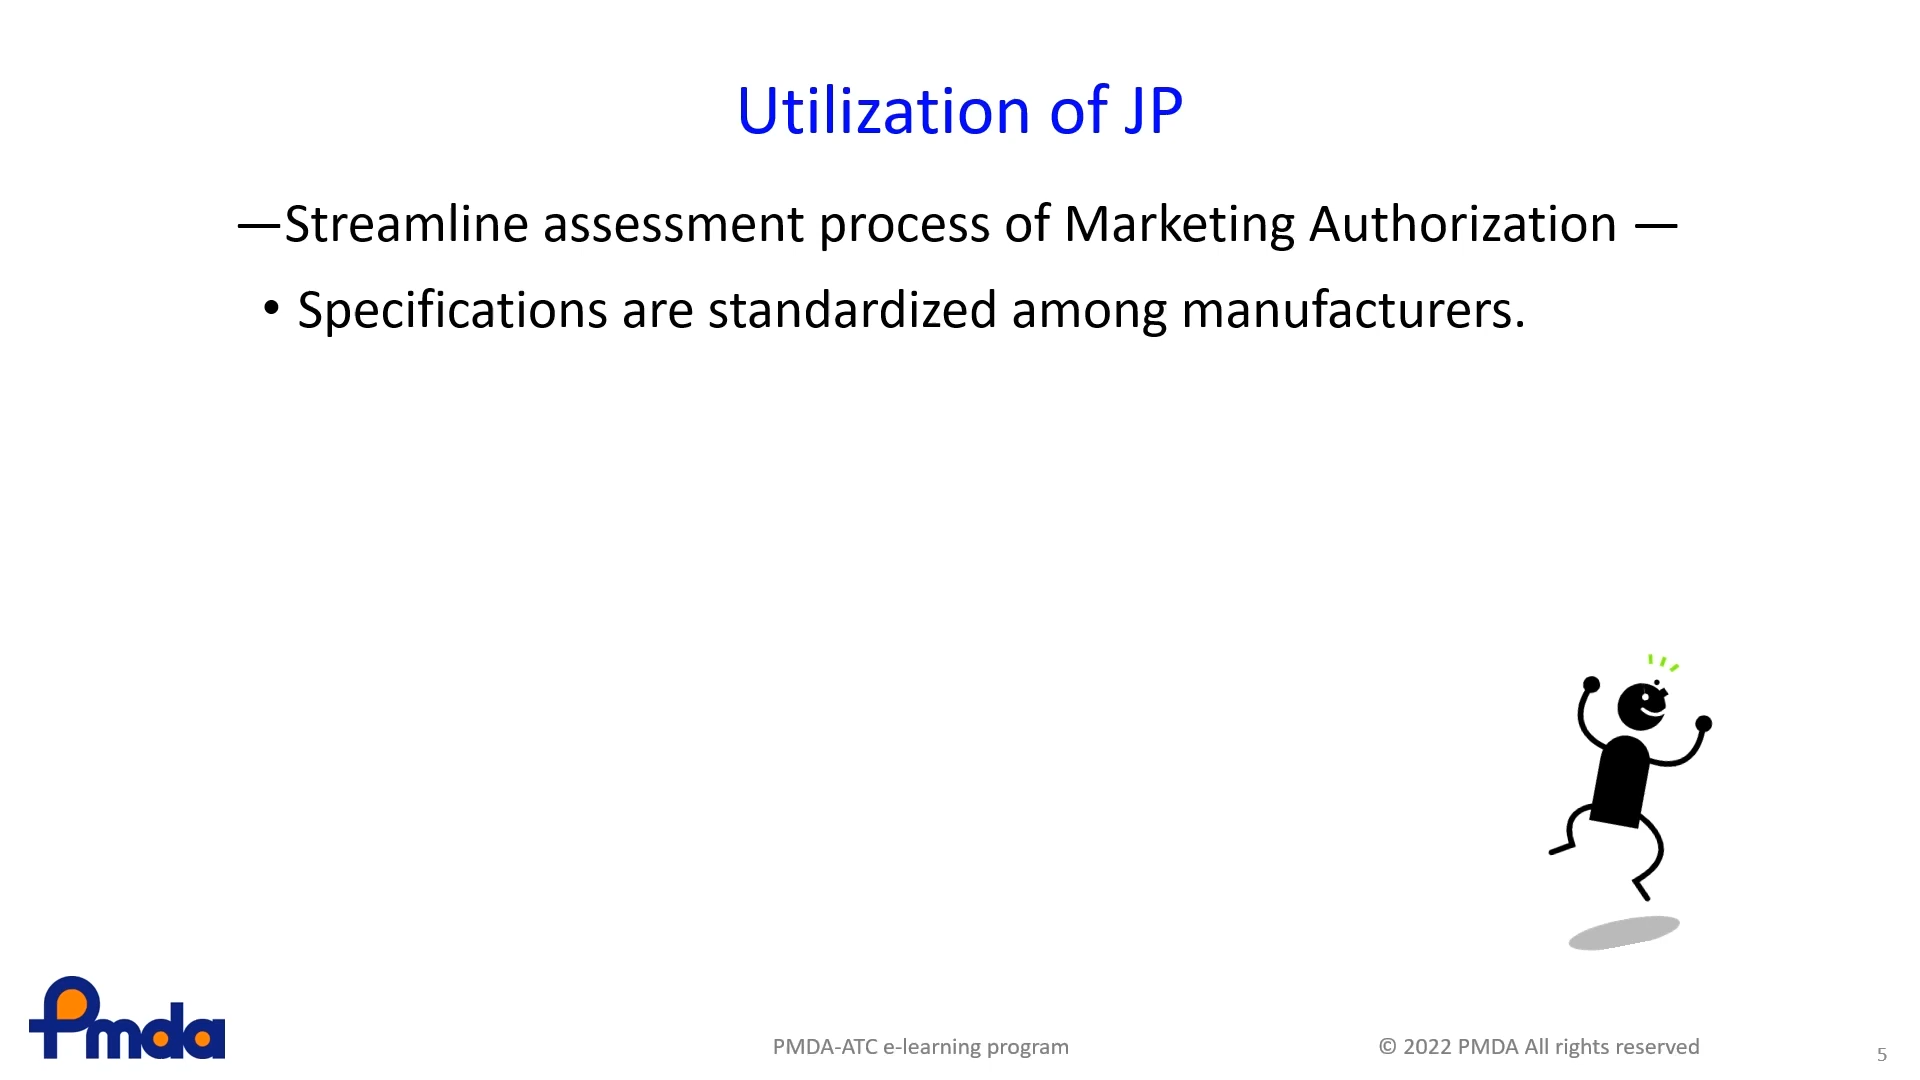 Utilization of JP
—Streamline assessment process of Marketing Authorization —
• Specifications are standardized among manufacturers.
Pmda
PMDA-ATC e-learning program
© 2022 PMDA All rights reserved
5